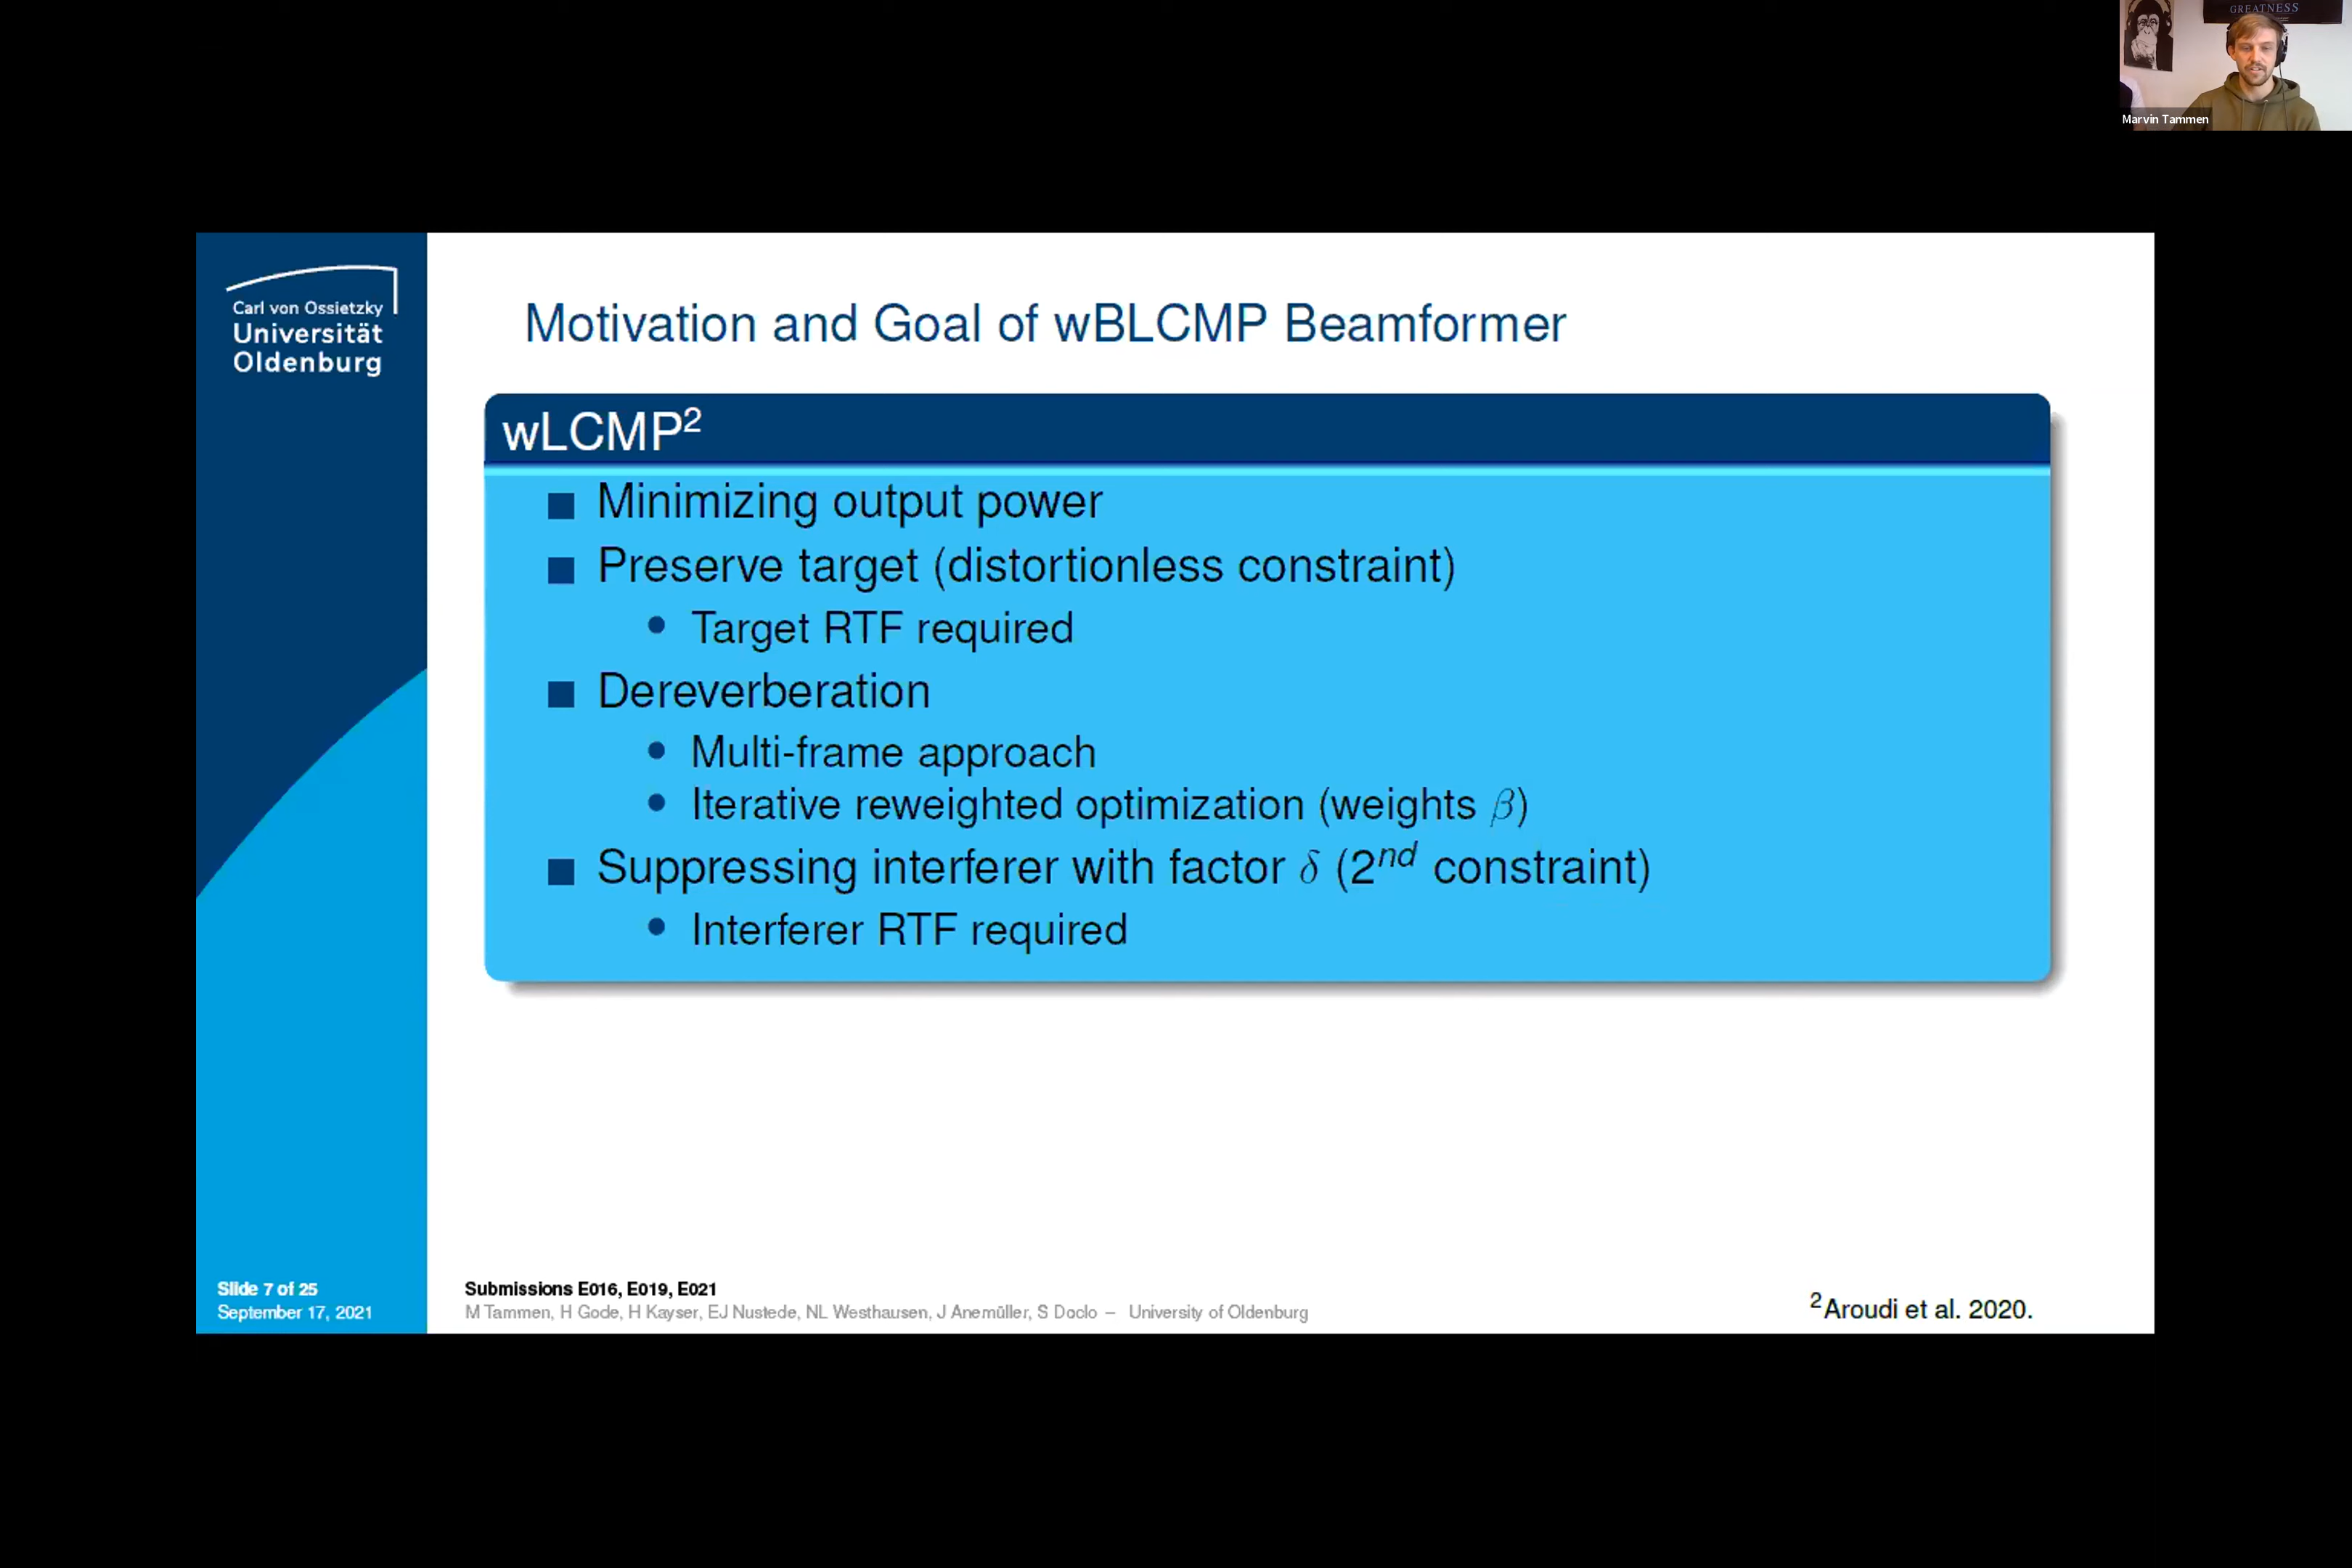 GREATNESS
Marvin Tammen
Carl von Ossietzky
Universität
Oldenburg
Motivation and Goal of wBLCMP Beamformer
wLCMP²
Minimizing output power
Preserve target (distortionless constraint)
Target RTF required
Dereverberation
Multi-frame approach
Iterative reweighted optimization (weights β)
Suppressing interferer with factor δ (2ⁿᵈ constraint)
Interferer RTF required
Slide 7 of 25
September 17, 2021
Submissions E016, E019, E021
M Tammen, H Gode, H Kayser, EJ Nustede, NL Westhausen, J Anemüller, S Doclo – University of Oldenburg
²Aroudi et al. 2020.